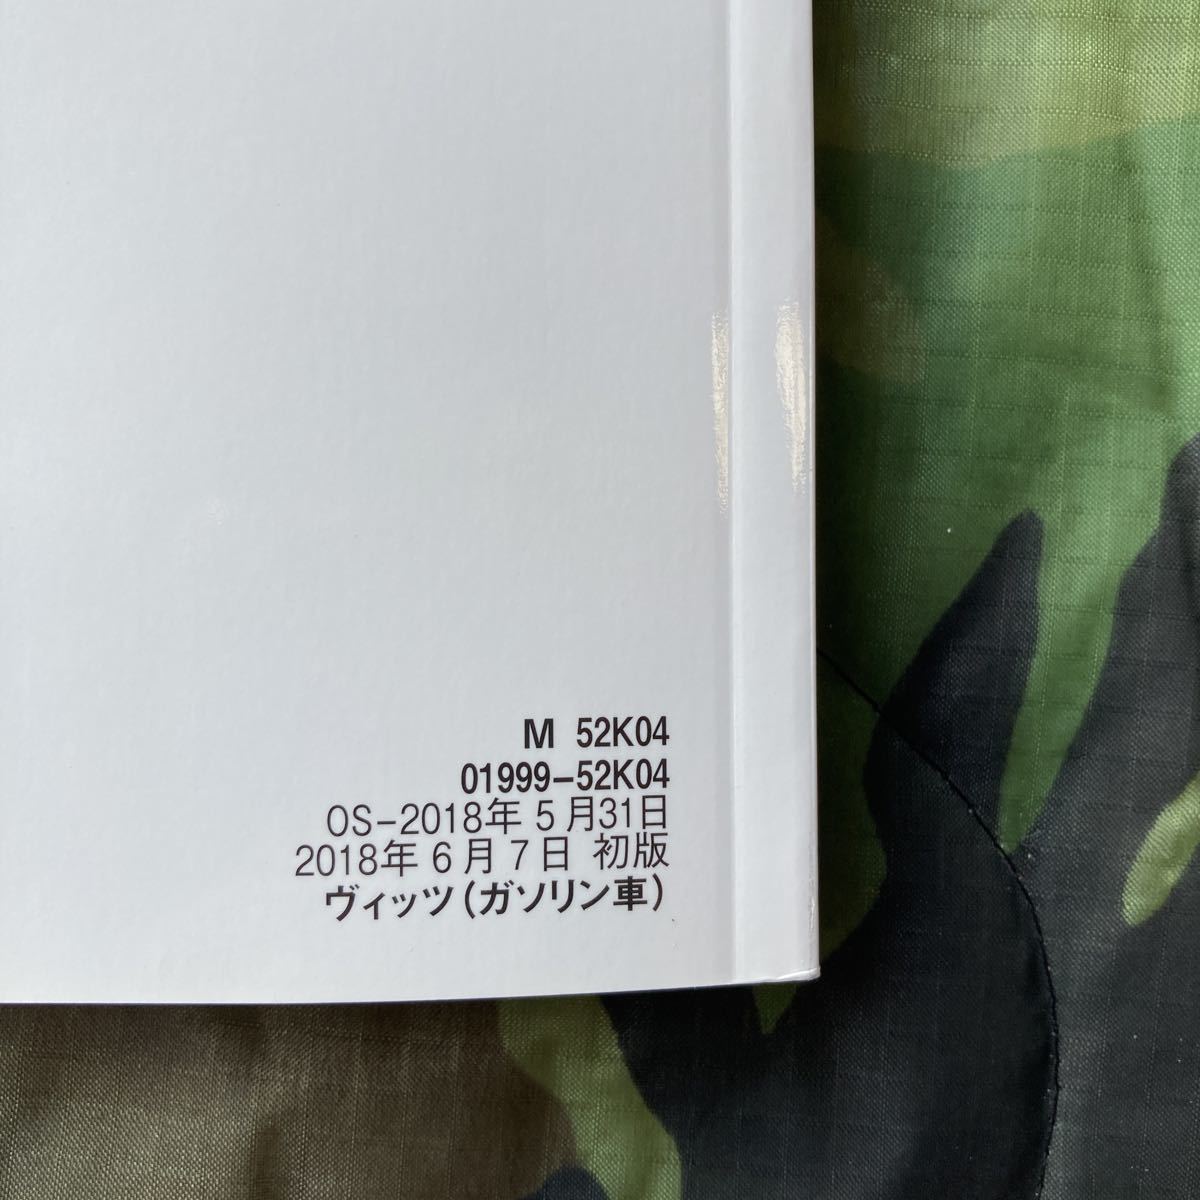 M 52K04
01999-52K04
OS-2018年 5月31日
2018年 6月 7日 初版
ヴィッツ(ガソリン車)